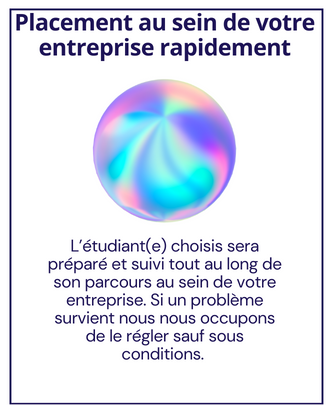 Placement au sein de votre
entreprise rapidement
L'étudiant(e) choisis sera
préparé et suivi tout au long de
son parcours au sein de votre
entreprise. Si un problème
survient nous nous occupons
de le régler sauf sous
conditions.